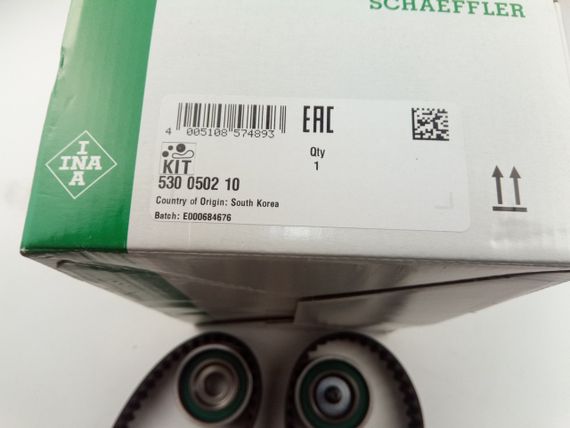 SCHAEFFLER
4 005108 574893
EAC
Qty
1
KIT
530 0502 10
Country of Origin: South Korea
Batch: E000684676
I
INA
A